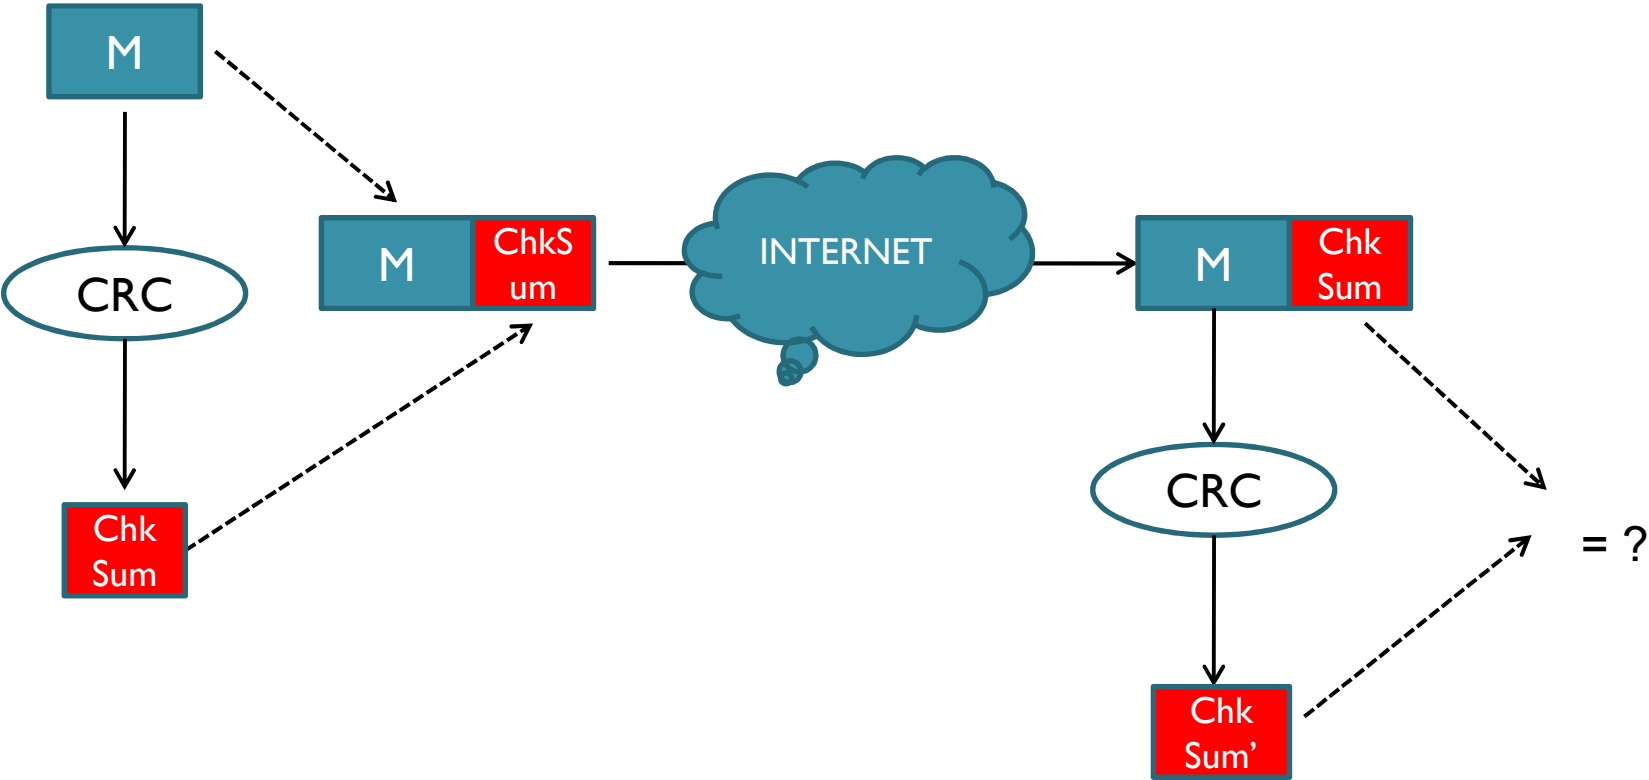 M
CRC
Chk
Sum
M
ChkS
um
INTERNET
M
Chk
Sum
CRC
Chk
Sum’
= ?